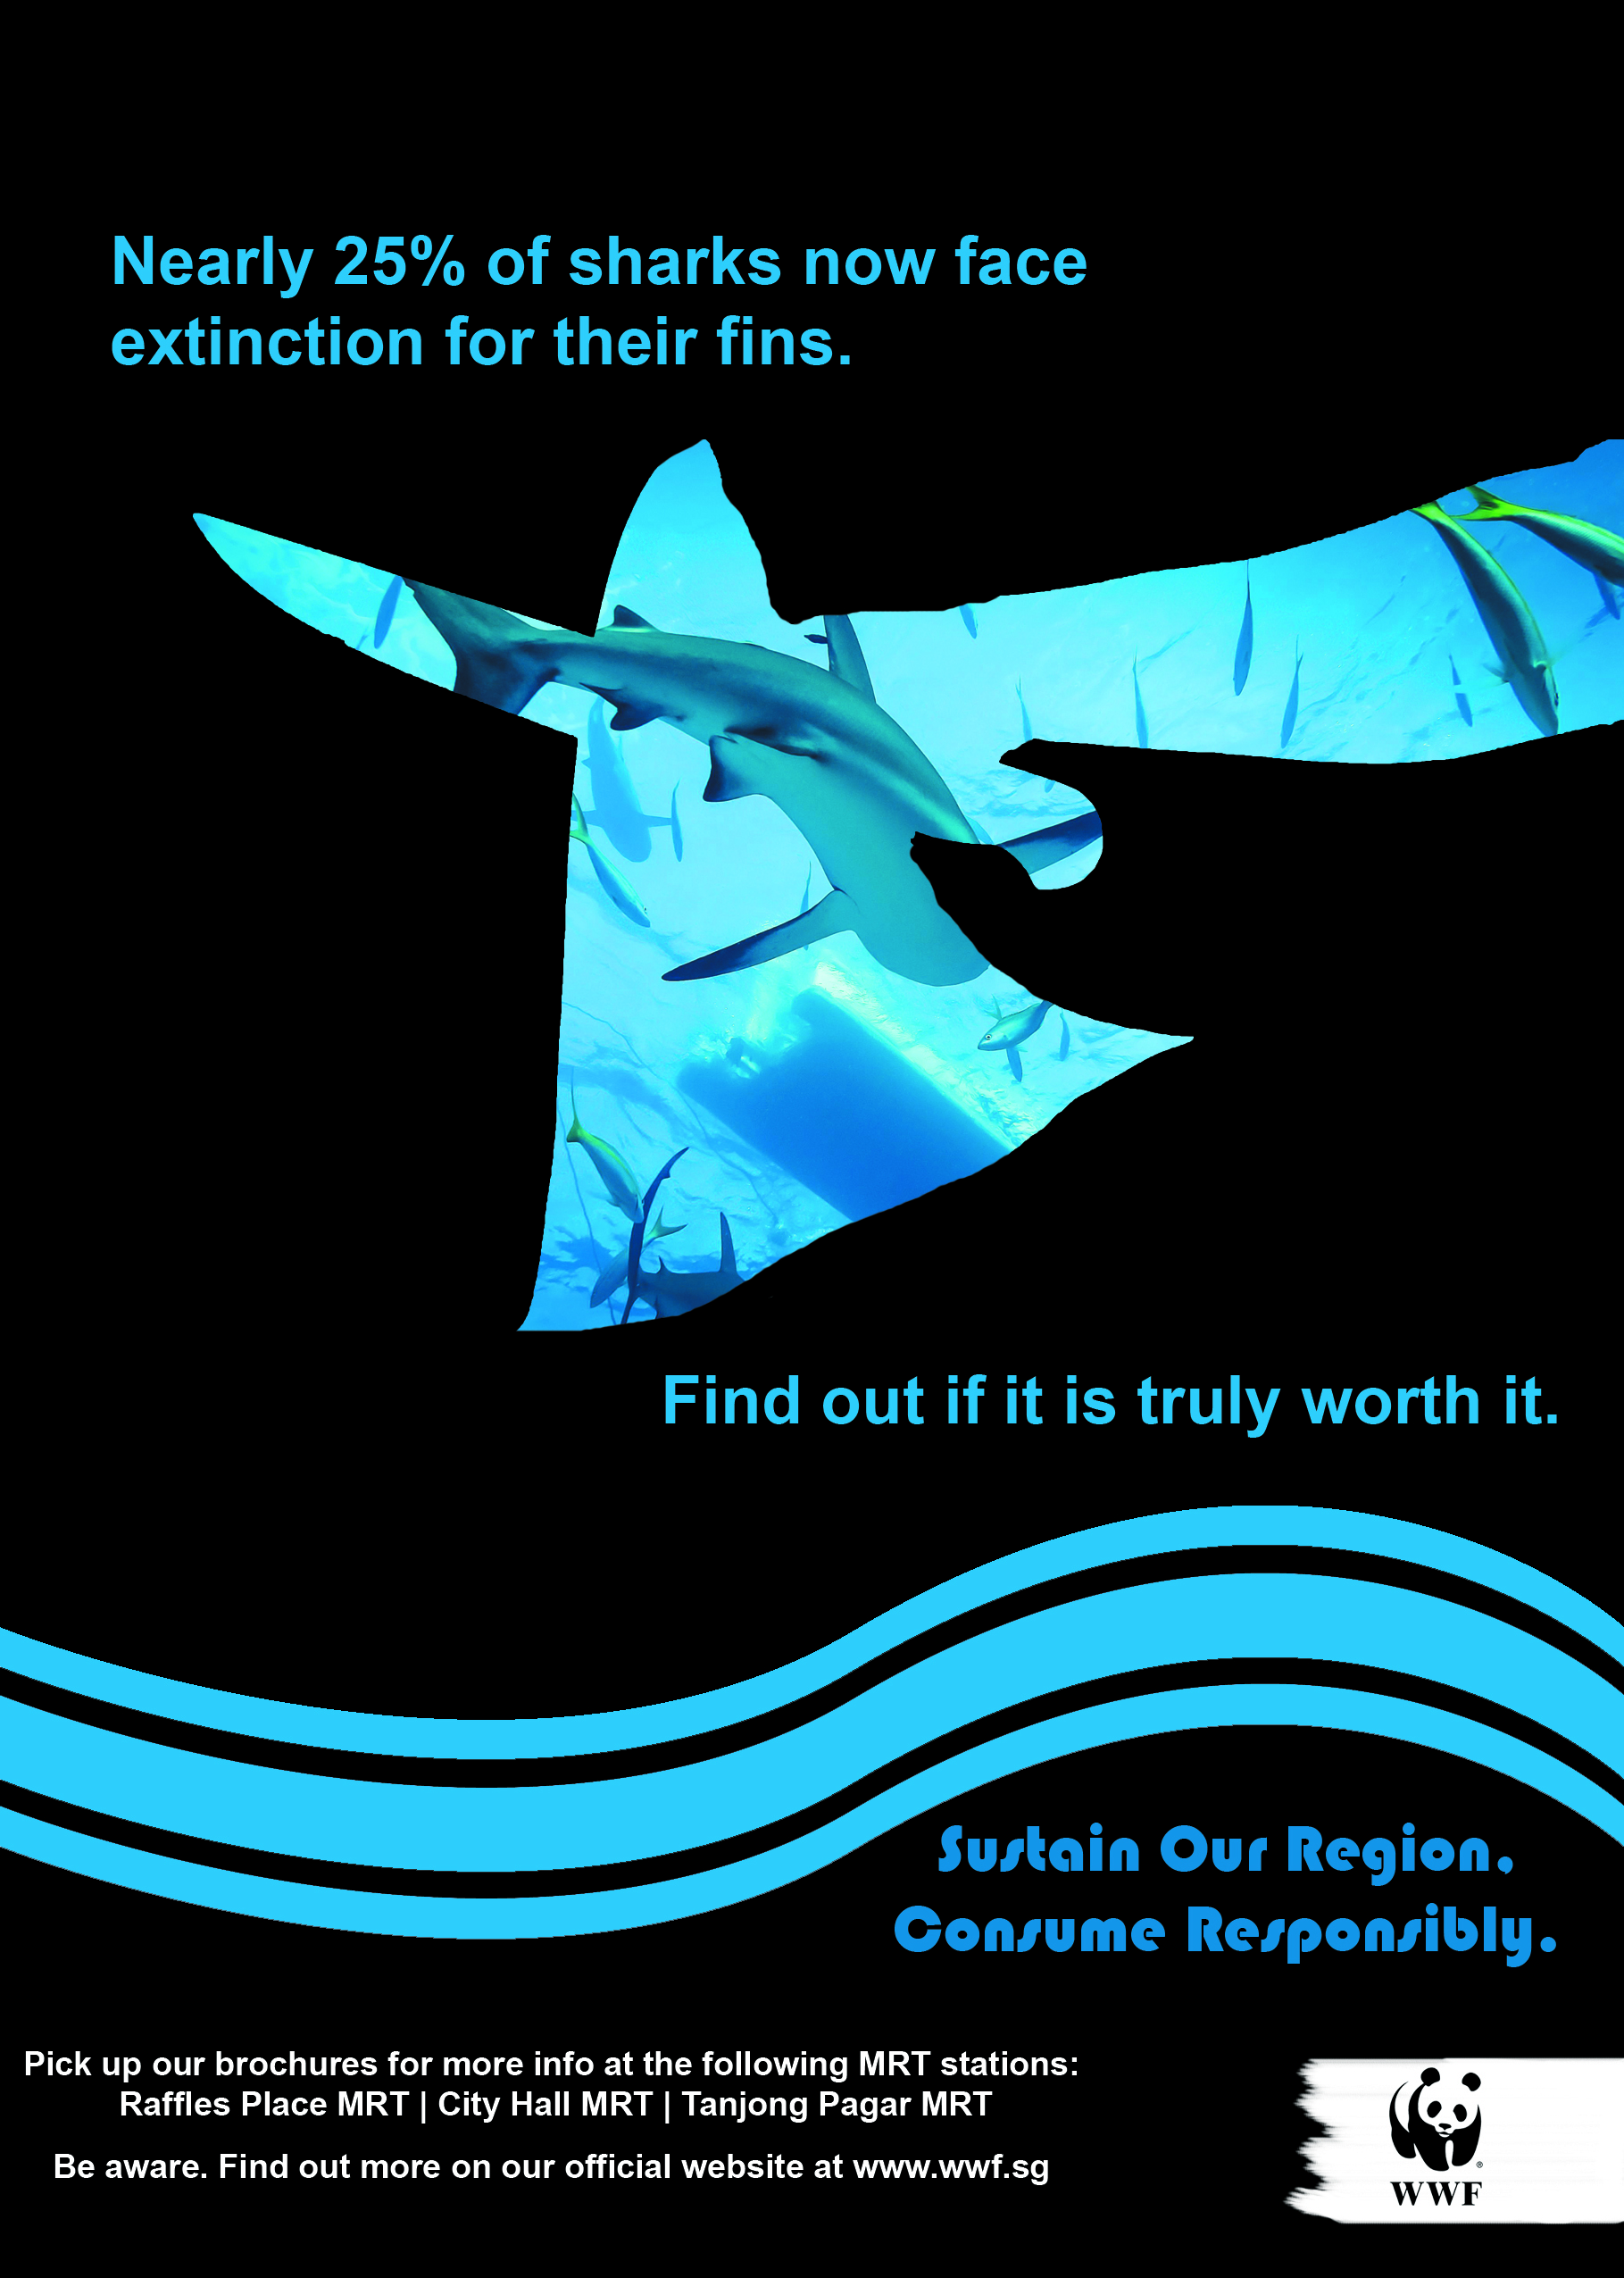 Nearly 25% of sharks now face
extinction for their fins.
Find out if it is truly worth it.
Sustain Our Region,
Consume Responsibly.
Pick up our brochures for more info at the following MRT stations:
Raffles Place MRT | City Hall MRT | Tanjong Pagar MRT
Be aware. Find out more on our official website at www.wwf.sg
®
WWF